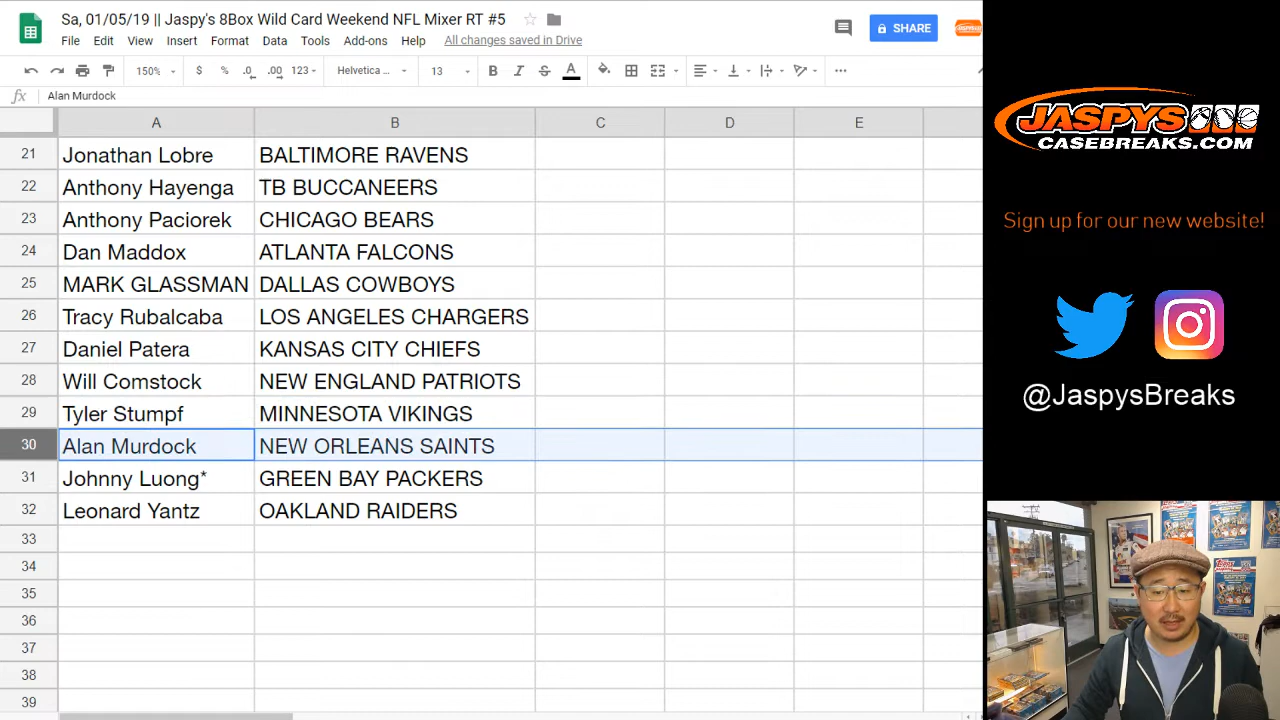 Sa, 01/05/19 || Jaspy's 8Box Wild Card Weekend NFL Mixer RT #5
File Edit View Insert Format Data Tools Add-ons Help All changes saved in Drive
SHARE
150% $ % .0 .00 123 Helvetica ... 13 B I S A
fx Alan Murdock
A B C D E
21 Jonathan Lobre BALTIMORE RAVENS
22 Anthony Hayenga TB BUCCANEERS
23 Anthony Paciorek CHICAGO BEARS
24 Dan Maddox ATLANTA FALCONS
25 MARK GLASSMAN DALLAS COWBOYS
26 Tracy Rubalcaba LOS ANGELES CHARGERS
27 Daniel Patera KANSAS CITY CHIEFS
28 Will Comstock NEW ENGLAND PATRIOTS
29 Tyler Stumpf MINNESOTA VIKINGS
30 Alan Murdock NEW ORLEANS SAINTS
31 Johnny Luong* GREEN BAY PACKERS
32 Leonard Yantz OAKLAND RAIDERS
33
34
35
36
37
38
39
JASPYS
CASEBREAKS.COM
Sign up for our new website!
@JaspysBreaks